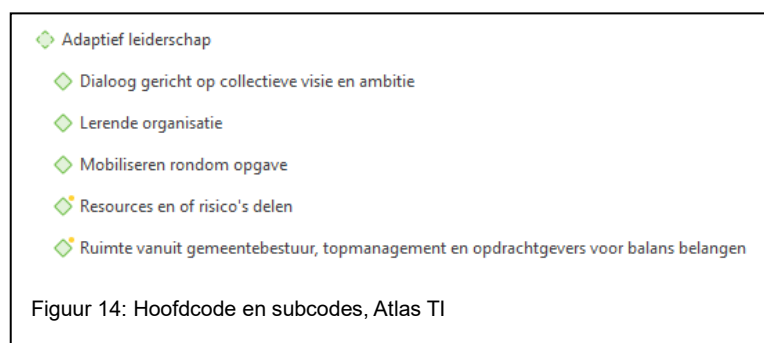 Adaptief leiderschap
Dialoog gericht op collectieve visie en ambitie
Lerende organisatie
Mobiliseren rondom opgave
Resources en of risico's delen
Ruimte vanuit gemeentebestuur, topmanagement en opdrachtgevers voor balans belangen
Figuur 14: Hoofdcode en subcodes, Atlas TI